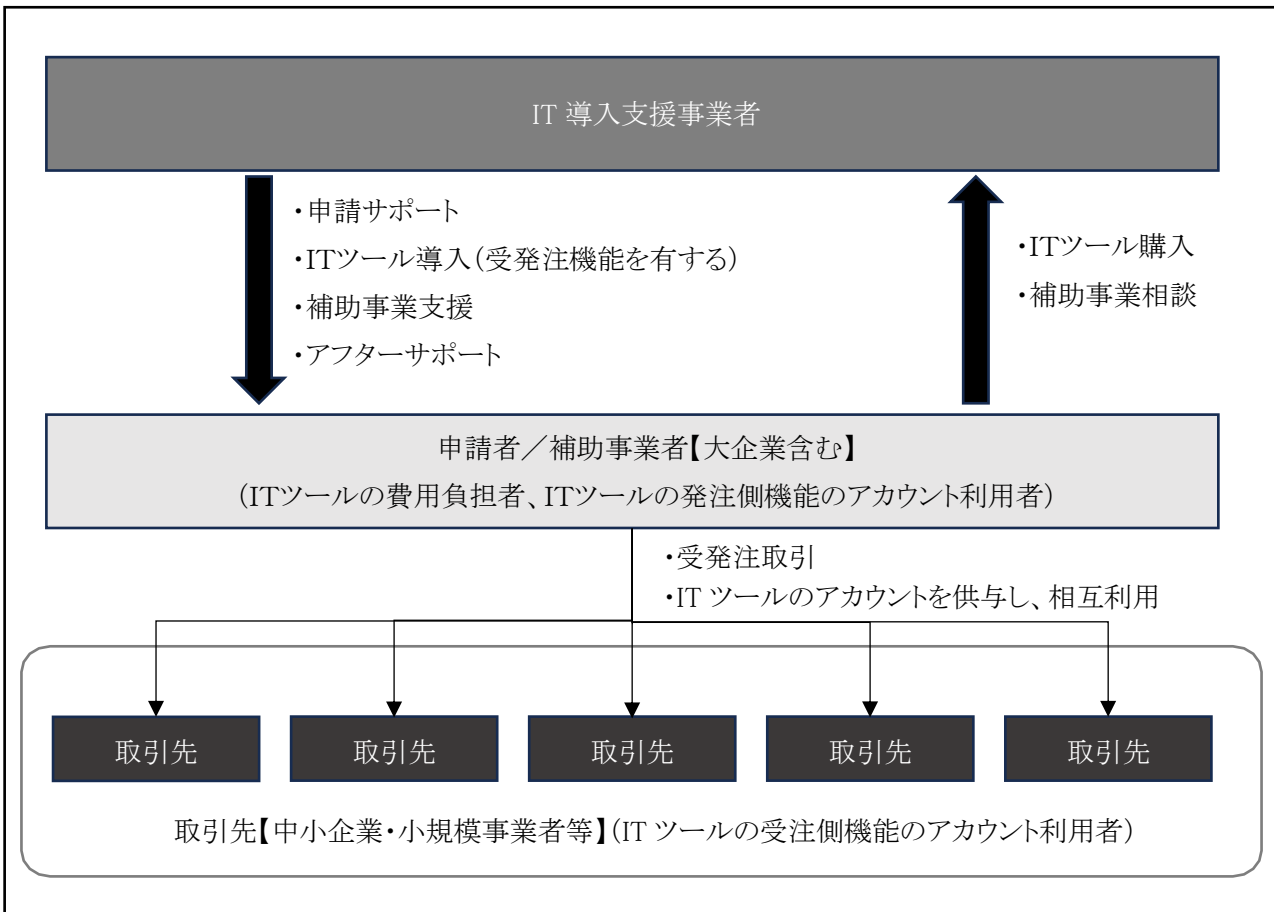 IT 導入支援事業者
・申請サポート
・ITツール導入(受発注機能を有する)
・補助事業支援
・アフターサポート
・ITツール購入
・補助事業相談
申請者／補助事業者【大企業含む】
(ITツールの費用負担者、ITツールの発注側機能のアカウント利用者)
・受発注取引
・IT ツールのアカウントを供与し、相互利用
取引先
取引先
取引先
取引先
取引先
取引先【中小企業・小規模事業者等】(IT ツールの受注側機能のアカウント利用者)